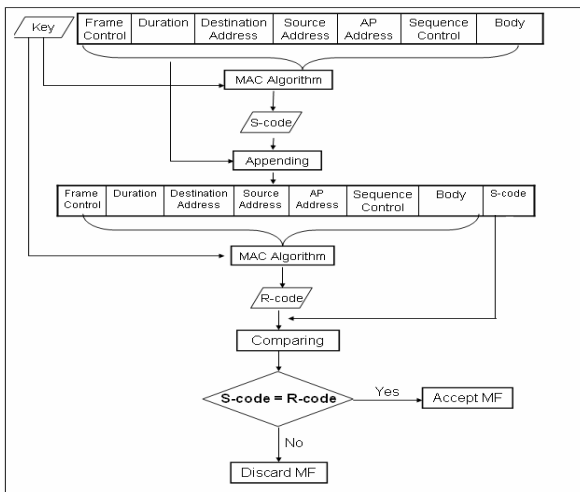 Key
Frame Control
Duration
Destination Address
Source Address
AP Address
Sequence Control
Body
MAC Algorithm
S-code
Appending
Frame Control
Duration
Destination Address
Source Address
AP Address
Sequence Control
Body
S-code
MAC Algorithm
R-code
Comparing
S-code = R-code
Yes
Accept MF
No
Discard MF